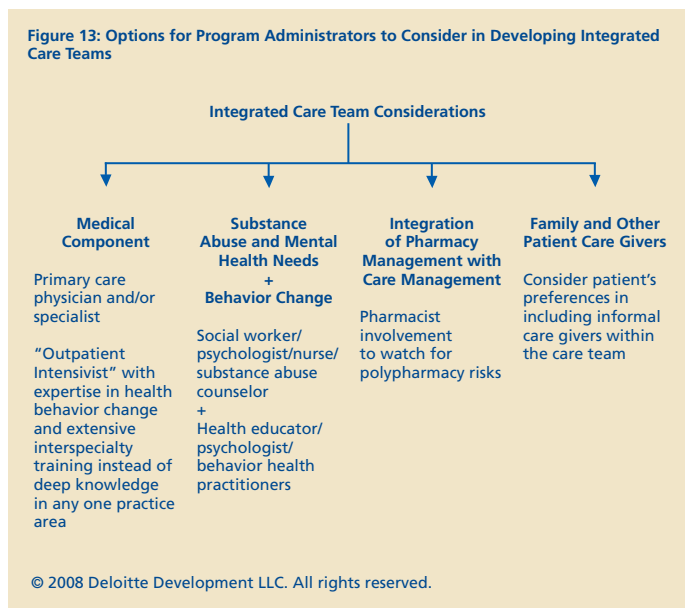 Figure 13: Options for Program Administrators to Consider in Developing Integrated
Care Teams
Integrated Care Team Considerations
Medical
Component
Primary care
physician and/or
specialist
“Outpatient
Intensivist” with
expertise in health
behavior change
and extensive
interspecialty
training instead of
deep knowledge
in any one practice
area
Substance
Abuse and Mental
Health Needs
+
Behavior Change
Social worker/
psychologist/nurse/
substance abuse
counselor
+
Health educator/
psychologist/
behavior health
practitioners
Integration
of Pharmacy
Management with
Care Management
Pharmacist
involvement
to watch for
polypharmacy risks
Family and Other
Patient Care Givers
Consider patient’s
preferences in
including informal
care givers within
the care team
© 2008 Deloitte Development LLC. All rights reserved.